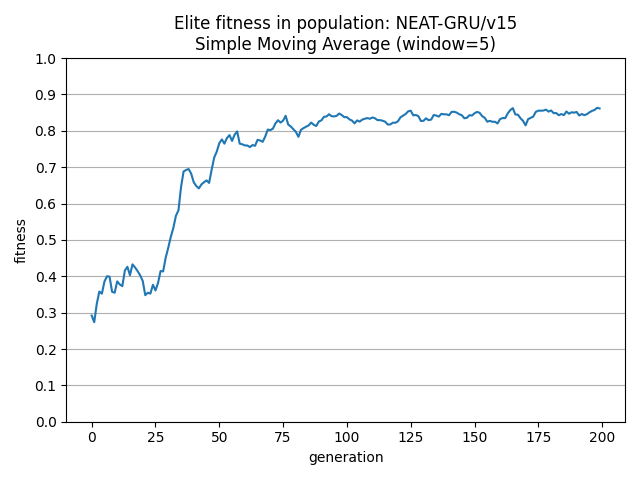 Elite fitness in population: NEAT-GRU/v15
Simple Moving Average (window=5)
1.0
0.9
0.8
0.7
0.6
0.5
0.4
0.3
0.2
0.1
0.0
fitness
0 25 50 75 100 125 150 175 200
generation